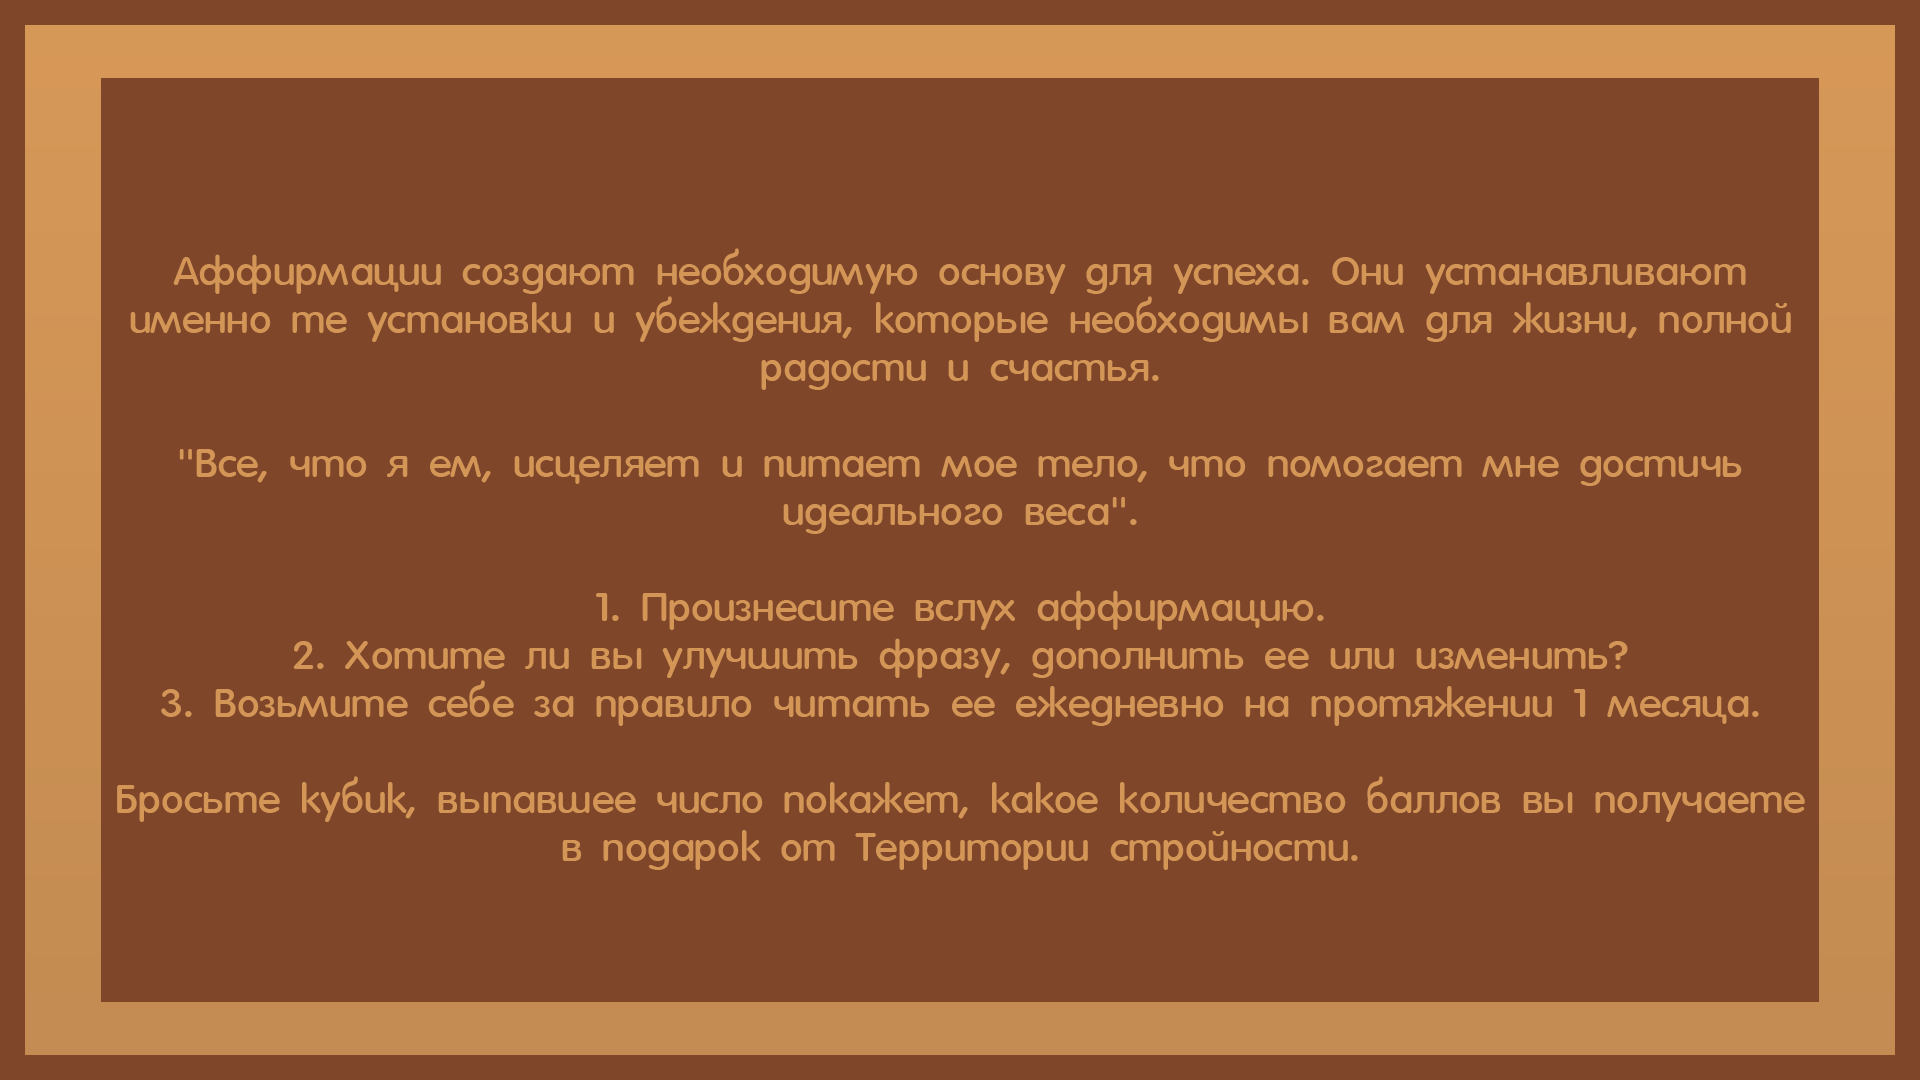 Аффирмации создают необходимую основу для успеха. Они устанавливают
именно те установки и убеждения, которые необходимы вам для жизни, полной
радости и счастья.
"Все, что я ем, исцеляет и питает мое тело, что помогает мне достичь
идеального веса".
1. Произнесите вслух аффирмацию.
2. Хотите ли вы улучшить фразу, дополнить ее или изменить?
3. Возьмите себе за правило читать ее ежедневно на протяжении 1 месяца.
Бросьте кубик, выпавшее число покажет, какое количество баллов вы получаете
в подарок от Территории стройности.